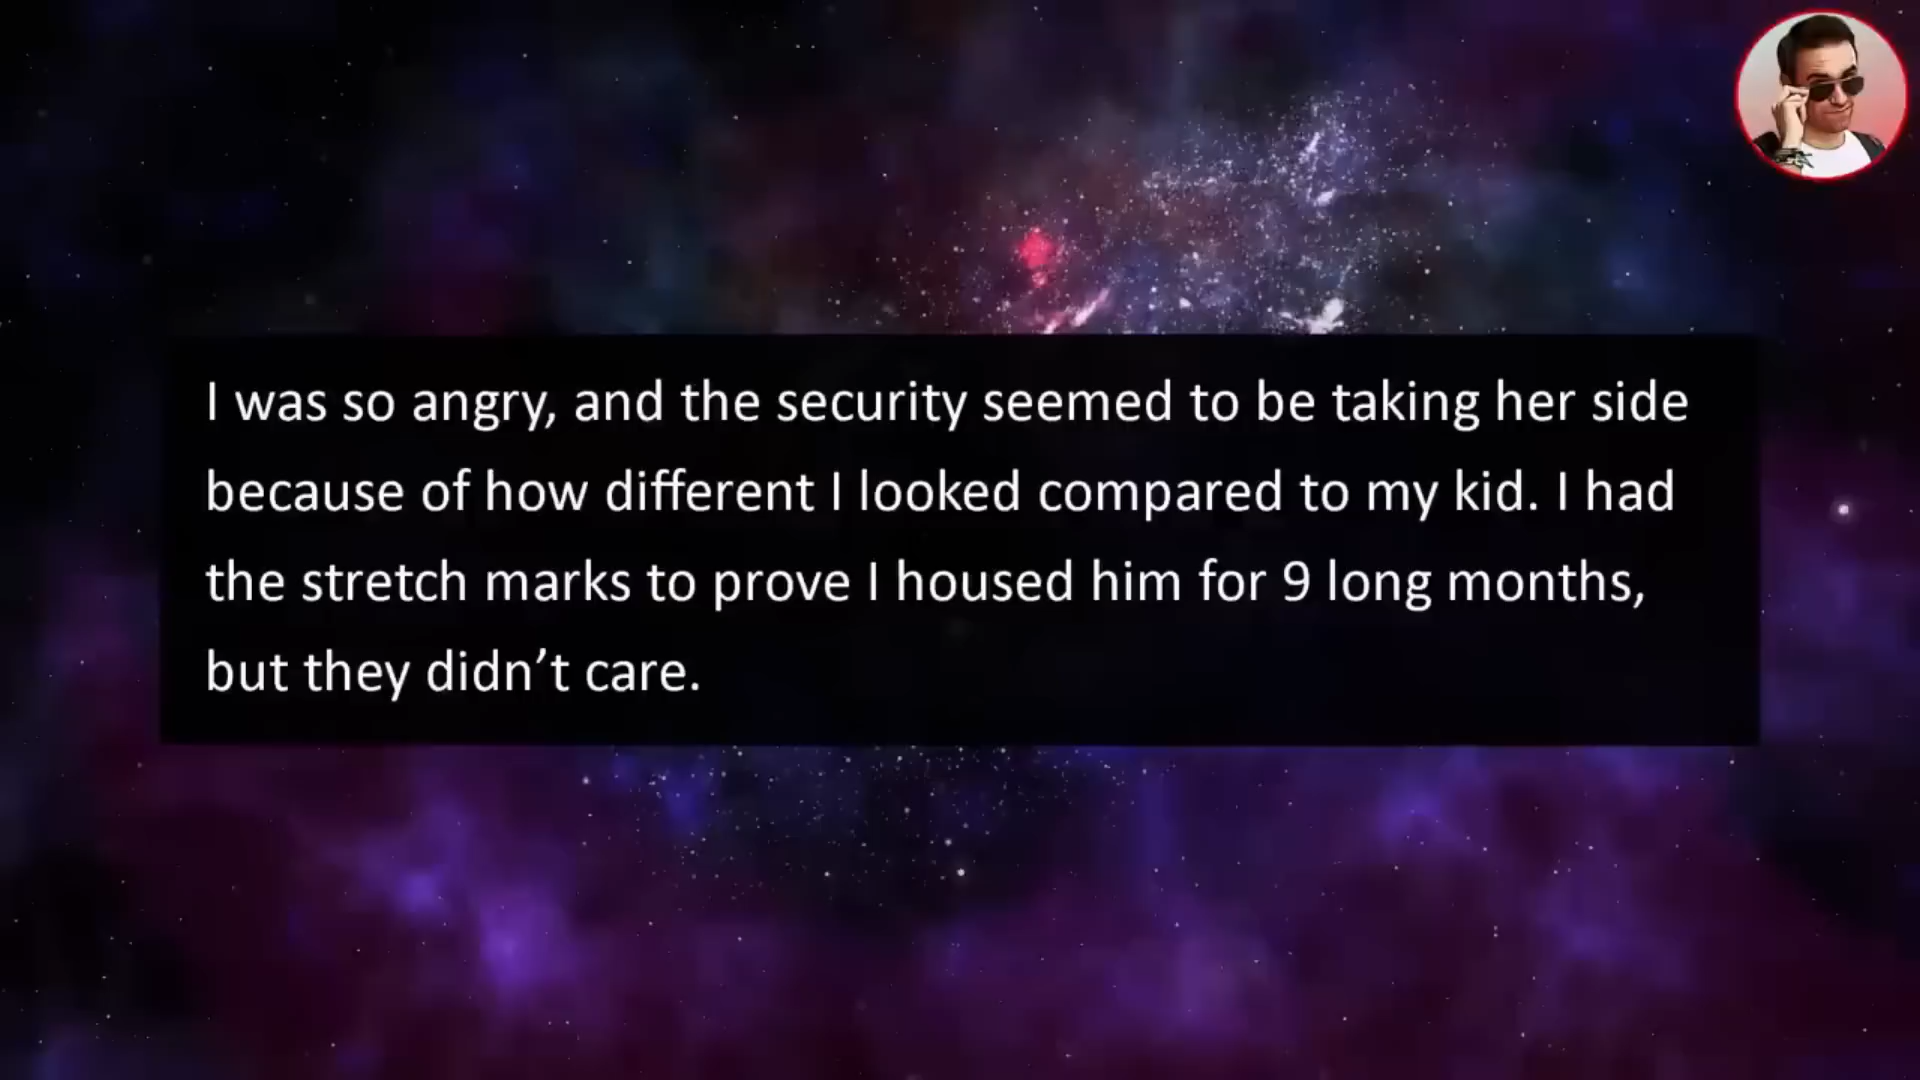 I was so angry, and the security seemed to be taking her side
because of how different I looked compared to my kid. I had
the stretch marks to prove I housed him for 9 long months,
but they didn’t care.